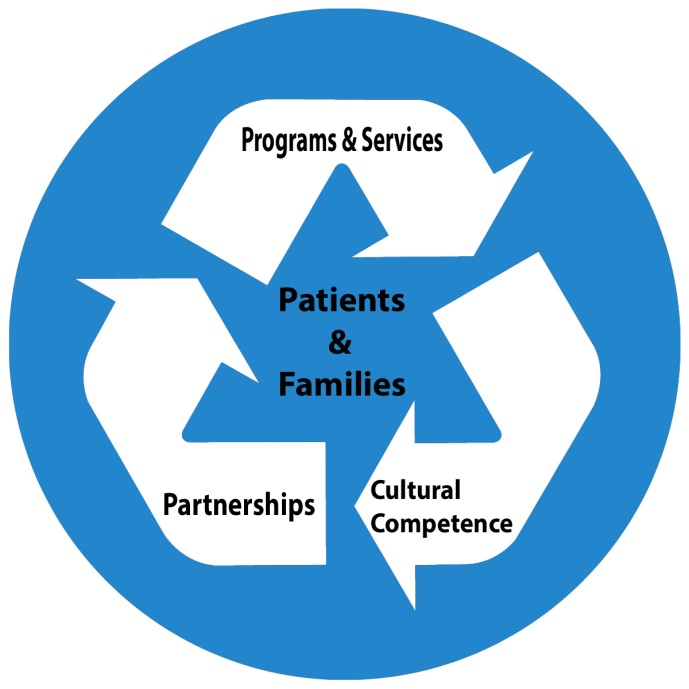 Programs & Services
Patients
&
Families
Partnerships
Cultural
Competence